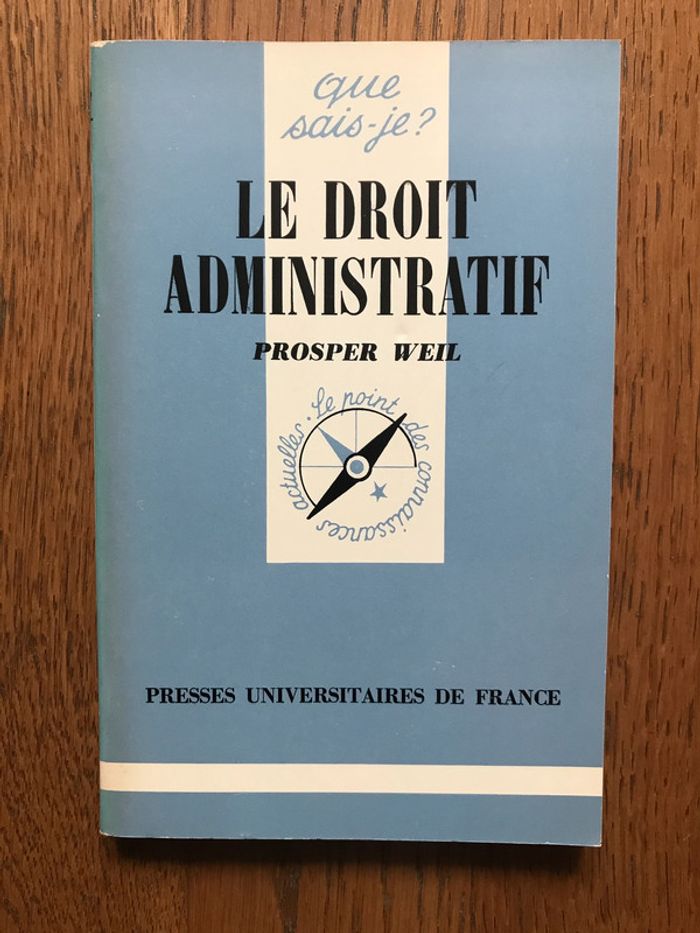 que
sais-je?
LE DROIT
ADMINISTRATIF
PROSPER WEIL
Le point des connaissances actuelles.
PRESSES UNIVERSITAIRES DE FRANCE